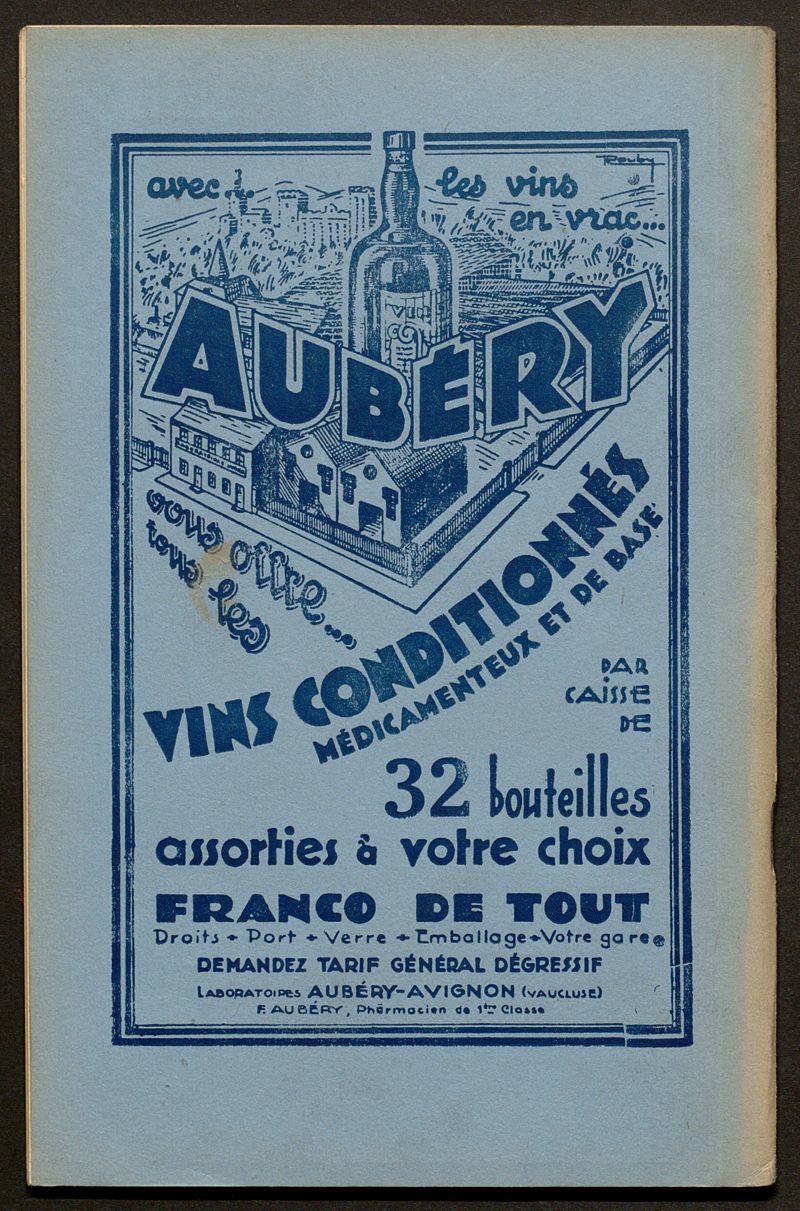 avec...
les vins
en vrac...
Rouby
VIN
AUBÉRY
vous offre...
tous les
VINS CONDITIONNÉS
MÉDICAMENTEUX ET DE BASE
PAR
CAISSE
DE
32 bouteilles
assorties à votre choix
FRANCO DE TOUT
Droits + Port + Verre + Emballage + Votre gare
DEMANDEZ TARIF GÉNÉRAL DÉGRESSIF
LABORATOIRES AUBÉRY-AVIGNON (VAUCLUSE)
F. AUBÉRY, Pharmacien de 1ère Classe